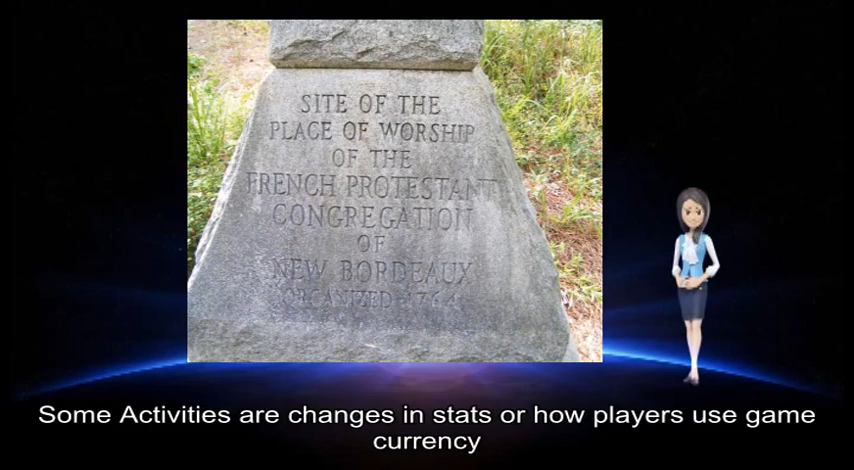 SITE OF THE
PLACE OF WORSHIP
OF THE
FRENCH PROTESTANT
CONGREGATION
OF
NEW BORDEAUX
ORGANIZED 1764
Some Activities are changes in stats or how players use game
currency